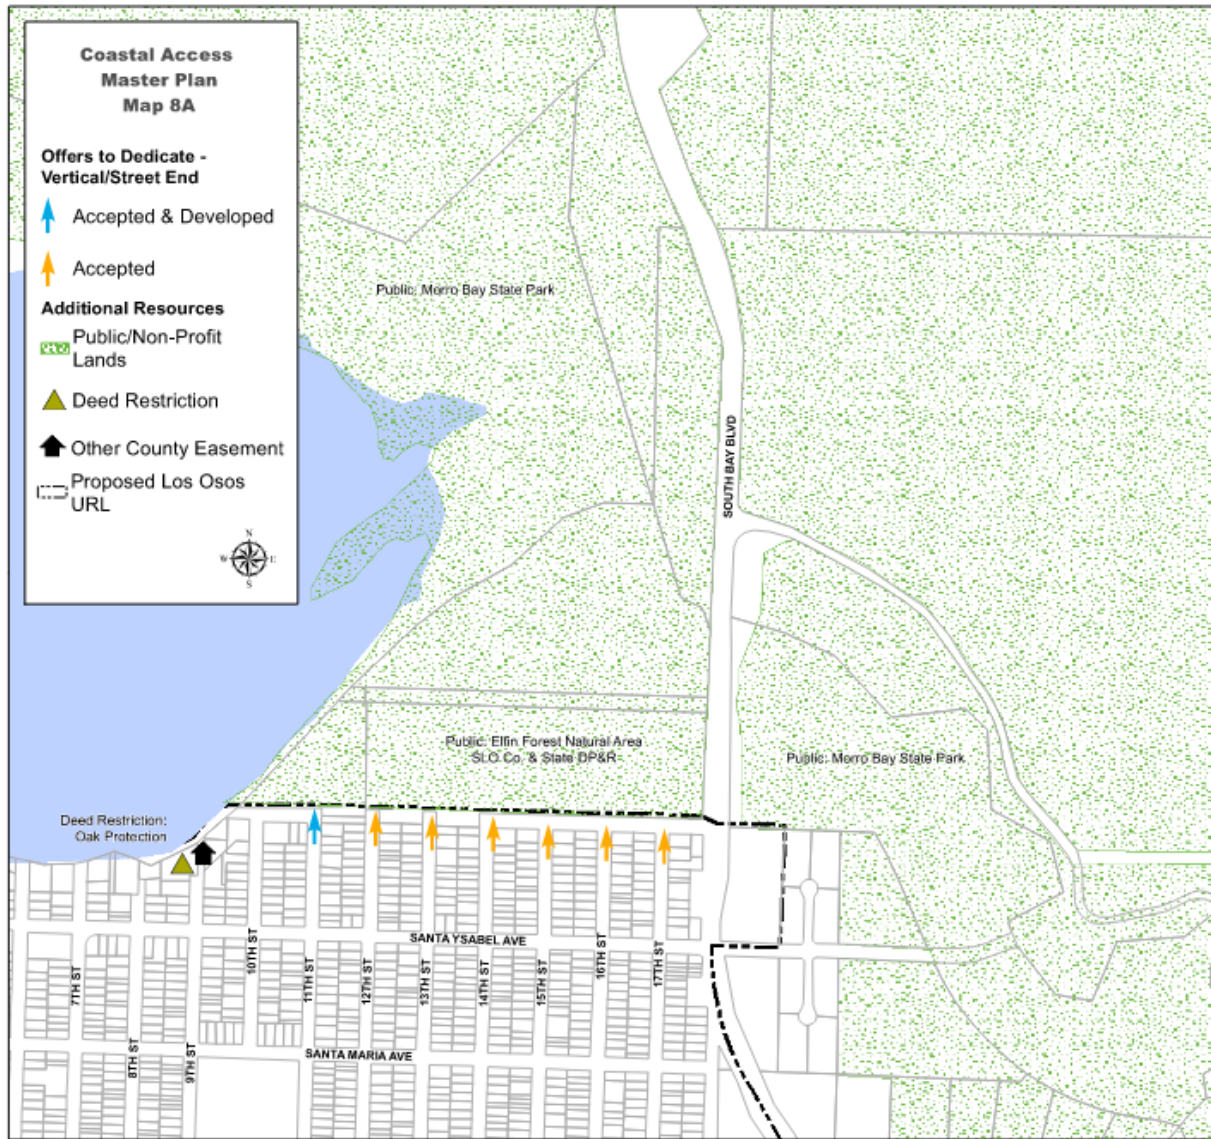 Coastal Access
Master Plan
Map 8A
Offers to Dedicate -
Vertical/Street End
Accepted & Developed
Accepted
Additional Resources
Public/Non-Profit
Lands
Deed Restriction
Other County Easement
Proposed Los Osos
URL
N
W
E
S
Public: Morro Bay State Park
SOUTH BAY BLVD
Public: Elfin Forest Natural Area
SLO Co. & State DP&R
Public: Morro Bay State Park
Deed Restriction:
Oak Protection
SANTA YSABEL AVE
7TH ST
8TH ST
9TH ST
10TH ST
11TH ST
12TH ST
13TH ST
14TH ST
15TH ST
16TH ST
17TH ST
SANTA MARIA AVE